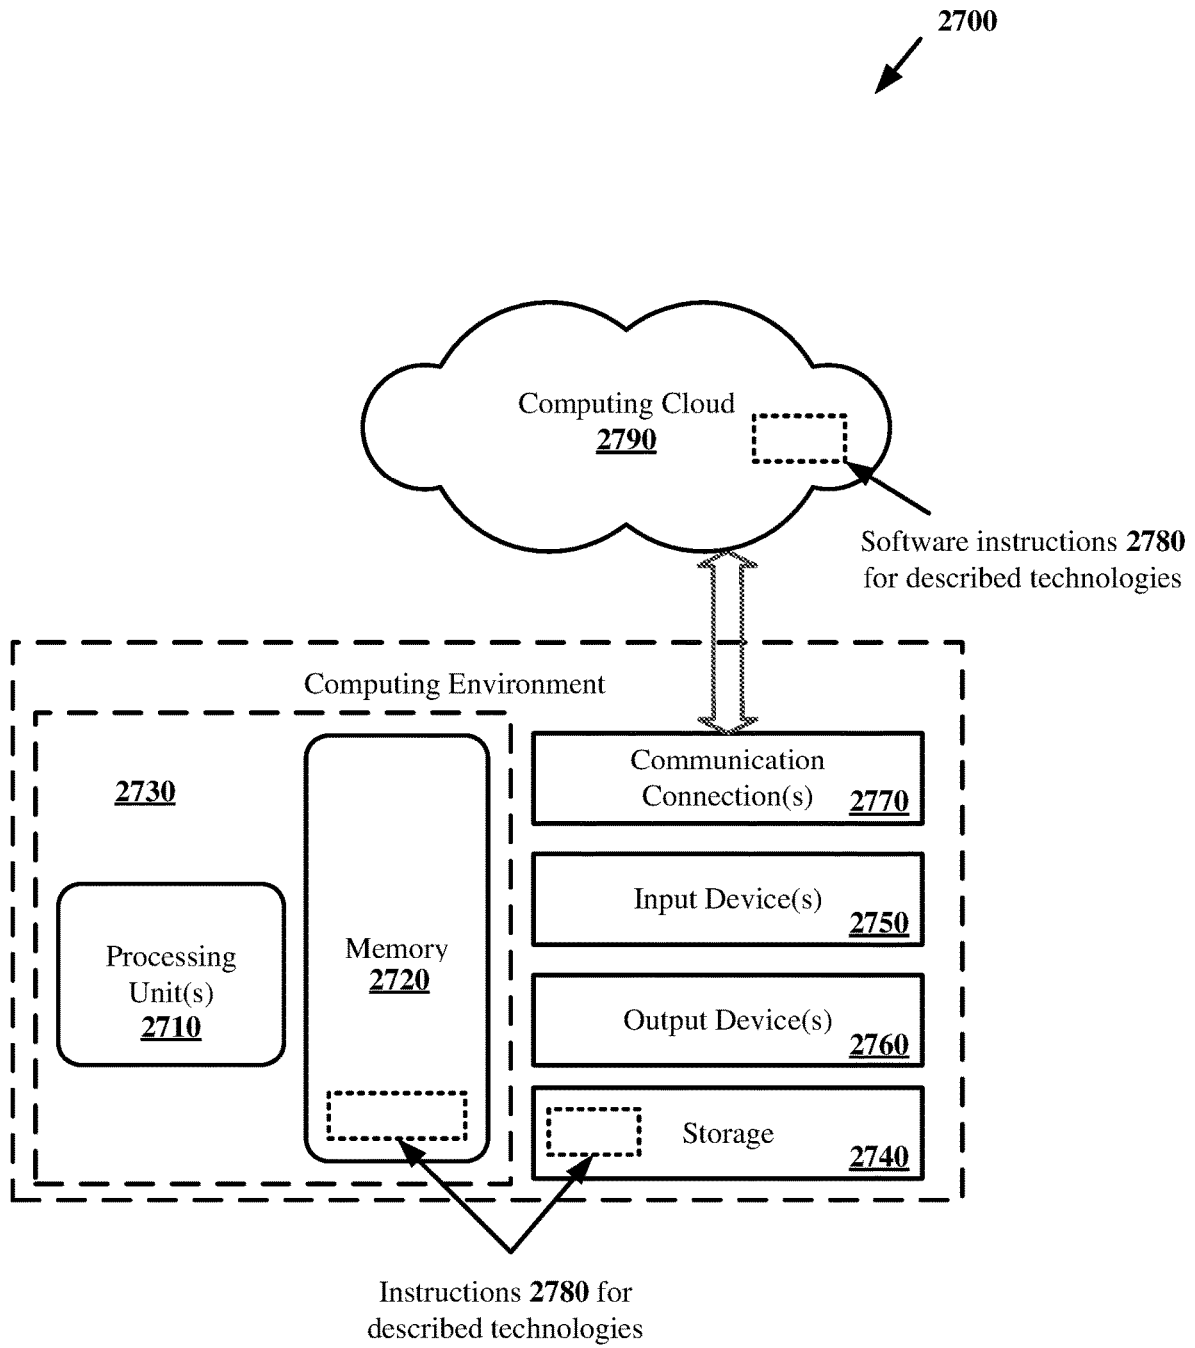 2700
Computing Cloud
2790
Software instructions 2780
for described technologies
Computing Environment
2730
Processing
Unit(s)
2710
Memory
2720
Communication
Connection(s)
2770
Input Device(s)
2750
Output Device(s)
2760
Storage
2740
Instructions 2780 for
described technologies